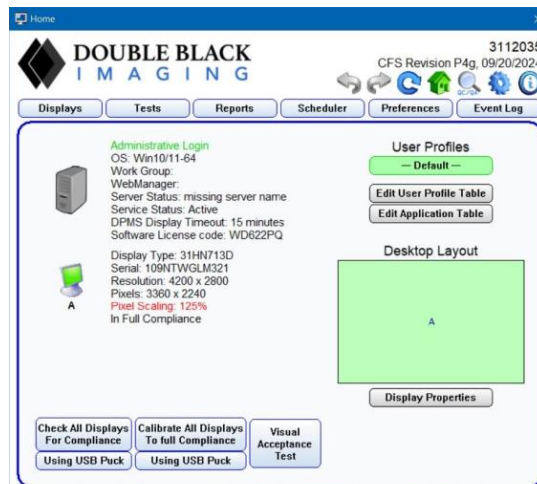 Home
DOUBLE BLACK
IMAGING
3112035
CFS Revision P4g, 09/20/2024
Displays Tests Reports Scheduler Preferences Event Log
Administrative Login
OS: Win10/11-64
Work Group:
WebManager:
Server Status: missing server name
Service Status: Active
DPMS Display Timeout: 15 minutes
Software License code: WD622PQ
User Profiles
— Default —
Edit User Profile Table
Edit Application Table
Display Type: 31HN713D
Serial: 109NTWGLM321
Resolution: 4200 x 2800
Pixels: 3360 x 2240
Pixel Scaling: 125%
In Full Compliance
A
Desktop Layout
A
Display Properties
Check All Displays
For Compliance
Using USB Puck
Calibrate All Displays
To full Compliance
Using USB Puck
Visual
Acceptance
Test